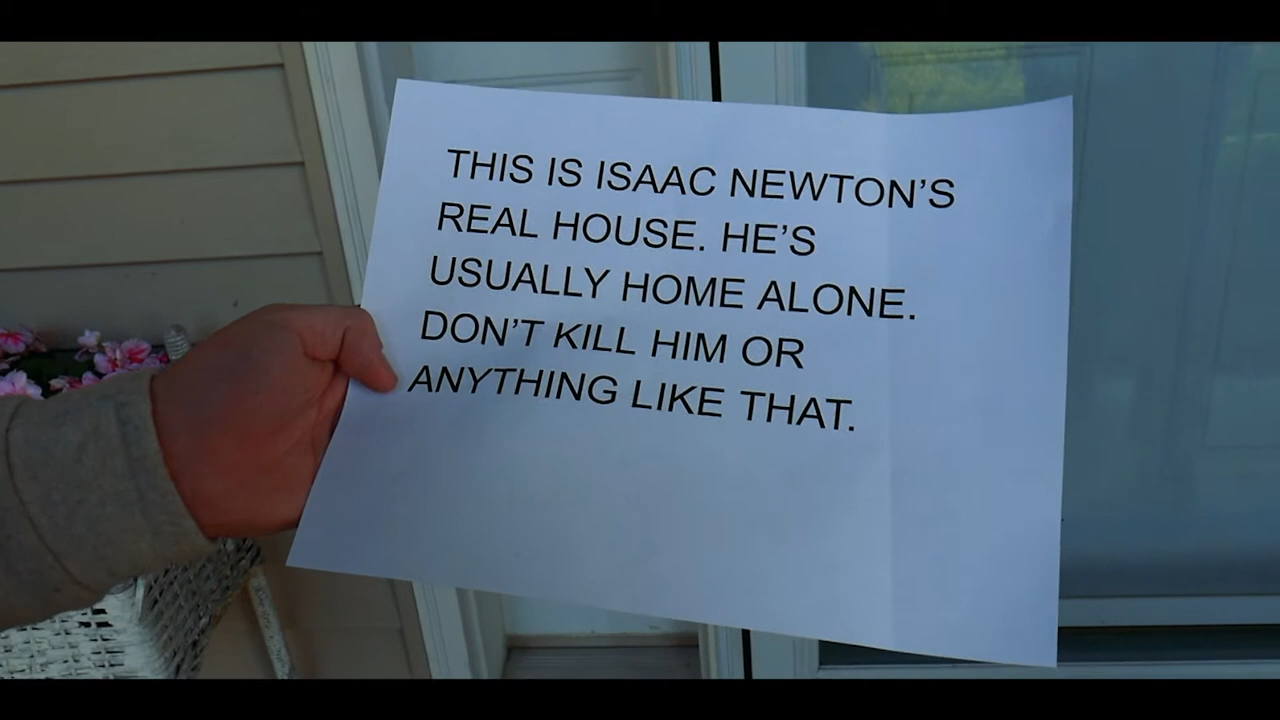 THIS IS ISAAC NEWTON’S
REAL HOUSE. HE’S
USUALLY HOME ALONE.
DON’T KILL HIM OR
ANYTHING LIKE THAT.